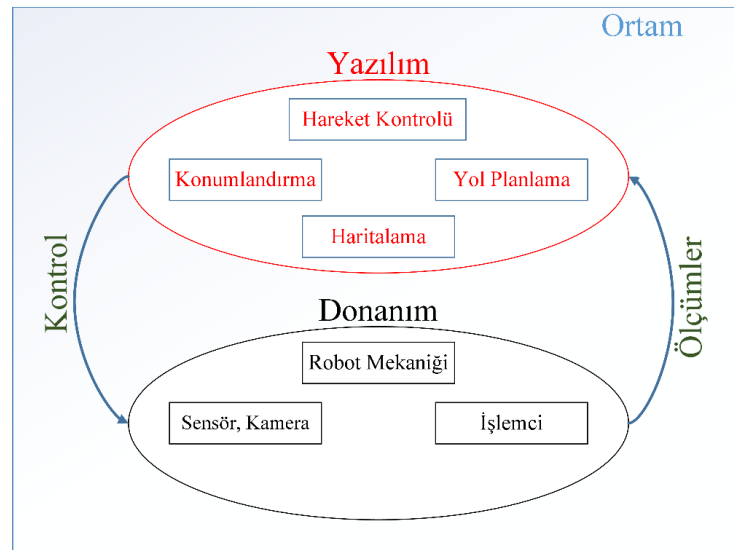 Ortam
Yazılım
Hareket Kontrolü
Konumlandırma
Yol Planlama
Haritalama
Kontrol
Ölçümler
Donanım
Robot Mekaniği
Sensör, Kamera
İşlemci